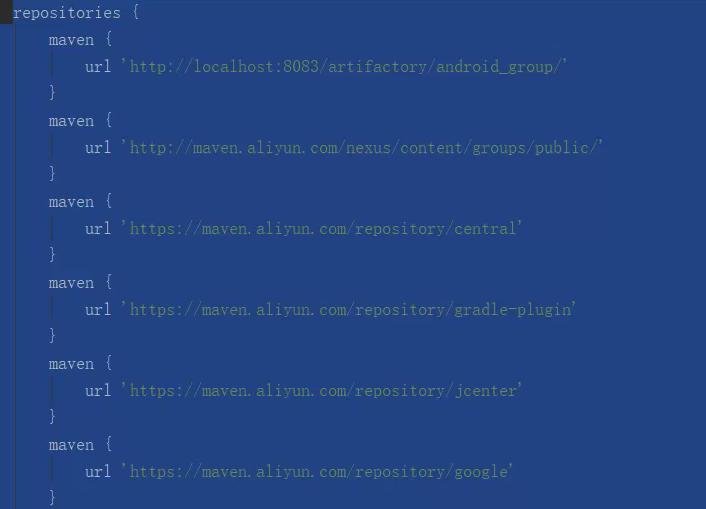 repositories {
    maven {
        url 'http://localhost:8083/artifactory/android_group/'
    }
    maven {
        url 'http://maven.aliyun.com/nexus/content/groups/public/'
    }
    maven {
        url 'https://maven.aliyun.com/repository/central'
    }
    maven {
        url 'https://maven.aliyun.com/repository/gradle-plugin'
    }
    maven {
        url 'https://maven.aliyun.com/repository/jcenter'
    }
    maven {
        url 'https://maven.aliyun.com/repository/google'
    }